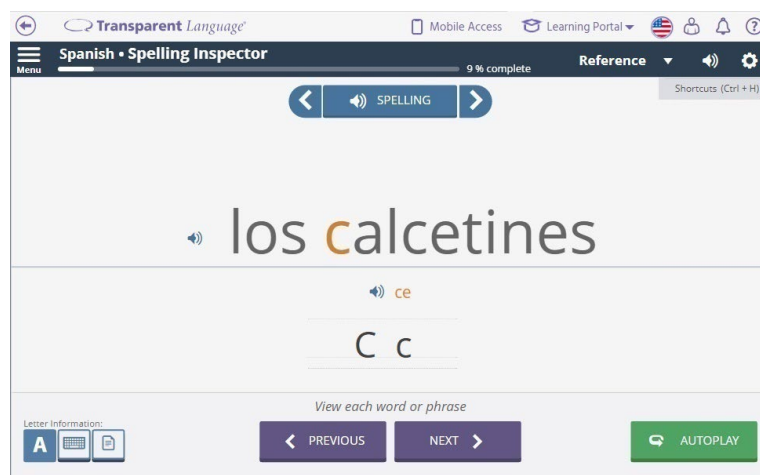 Transparent Language® Mobile Access Learning Portal
Menu Spanish • Spelling Inspector 9 % complete Reference
Shortcuts (Ctrl + H)
SPELLING
los calcetines
ce
C c
View each word or phrase
Letter Information:
A PREVIOUS NEXT AUTOPLAY